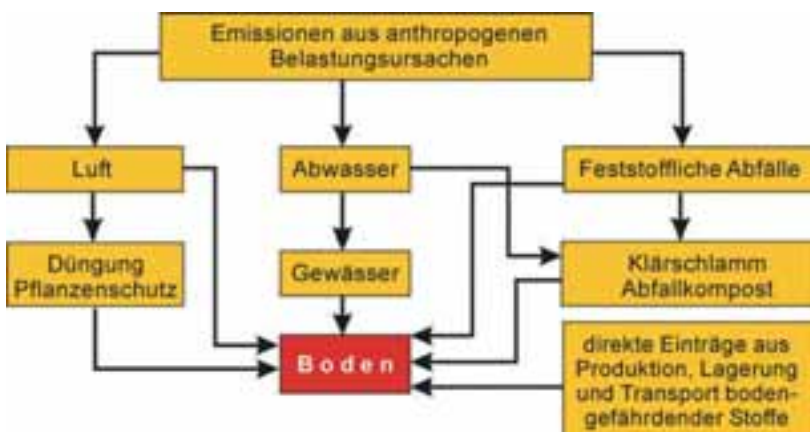 Emissionen aus anthropogenen
Belastungsursachen
Luft
Abwasser
Feststoffliche Abfälle
Düngung
Pflanzenschutz
Gewässer
Klärschlamm
Abfallkompost
Boden
direkte Einträge aus
Produktion, Lagerung
und Transport boden-
gefährdender Stoffe